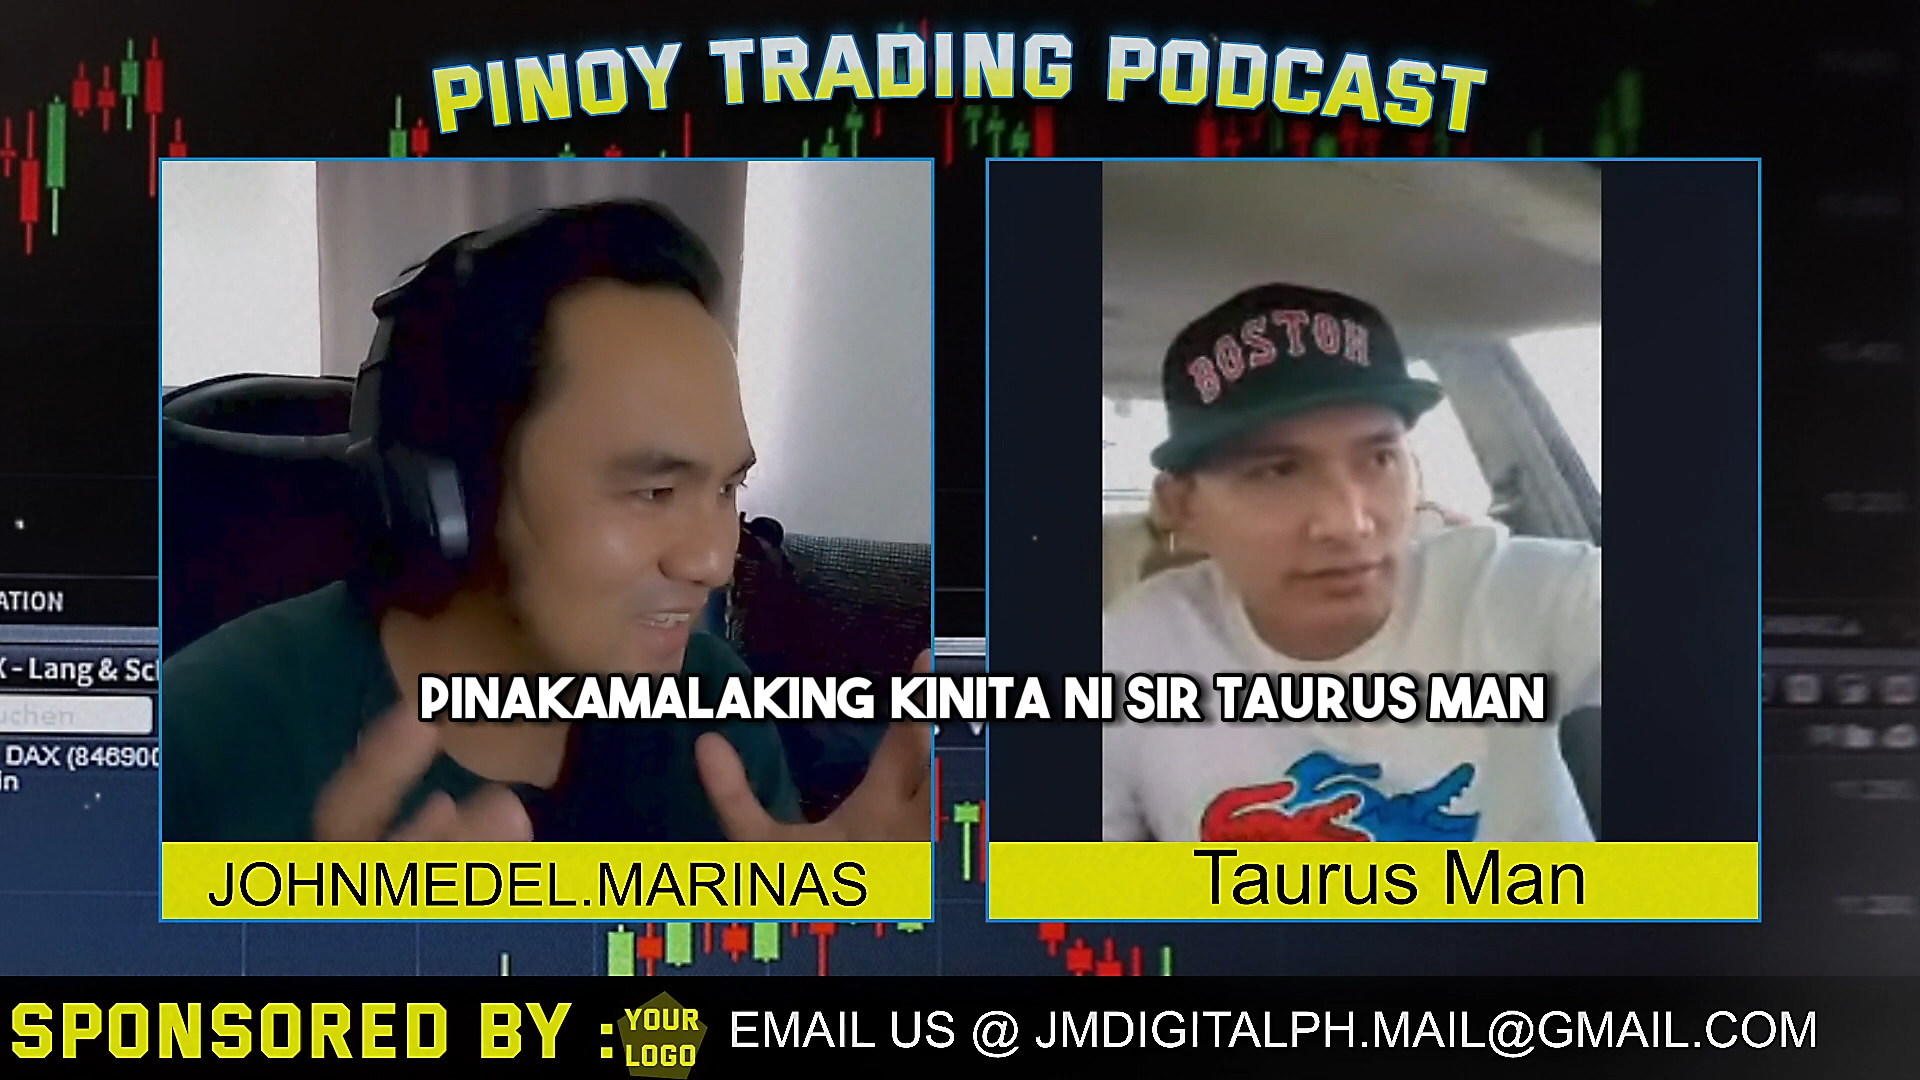 PINOY TRADING PODCAST
BOSTON
ATION
X - Lang & Sc
uchen
DAX (846900
in
PINAKAMALAKING KINITA NI SIR TAURUS MAN
JOHNMEDEL.MARINAS
Taurus Man
SPONSORED BY :
YOUR
LOGO
EMAIL US @ JMDIGITALPH.MAIL@GMAIL.COM